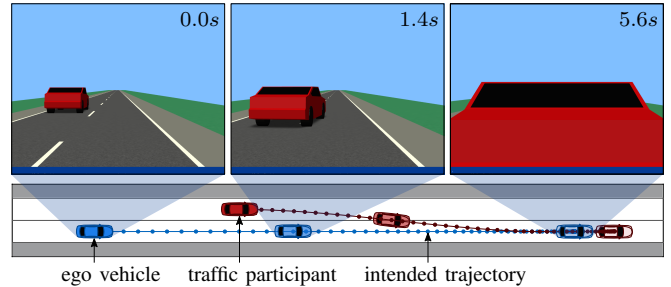 0.0s
1.4s
5.6s
ego vehicle
traffic participant
intended trajectory